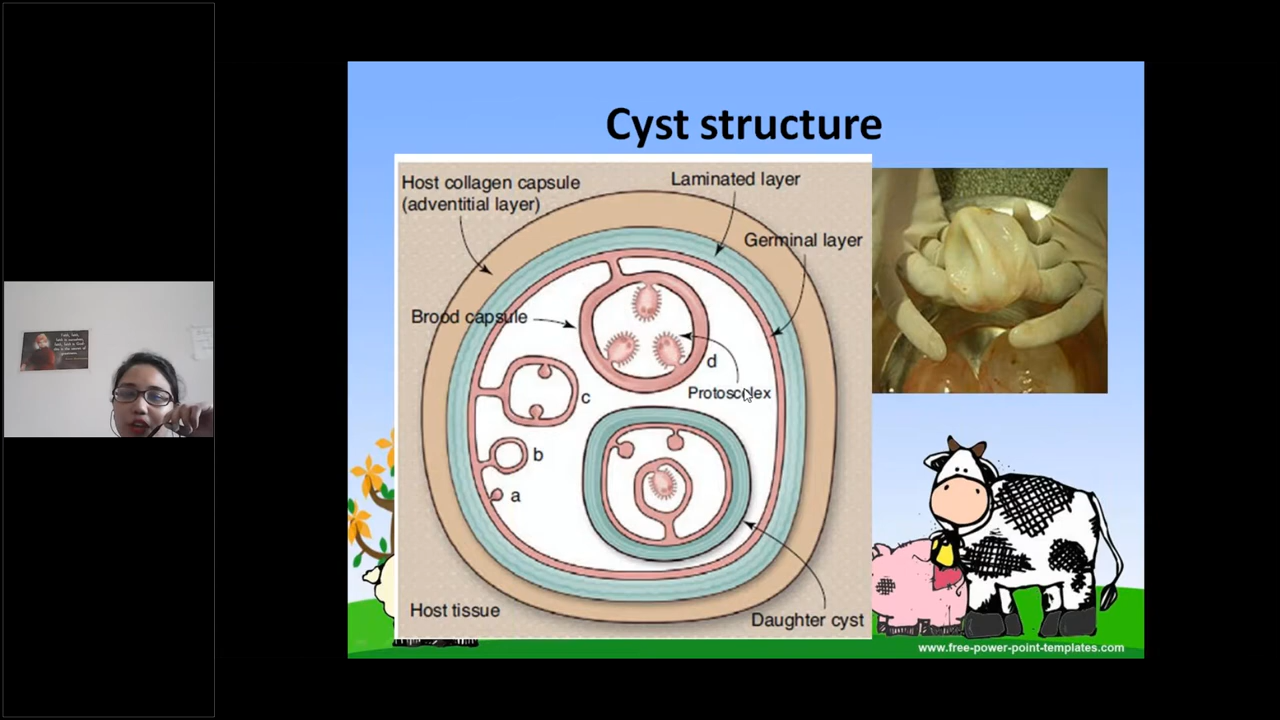 Cyst structure
Host collagen capsule
(adventitial layer)
Laminated layer
Germinal layer
Brood capsule
d
Protoscolex
c
b
a
Host tissue
Daughter cyst
www.free-power-point-templates.com